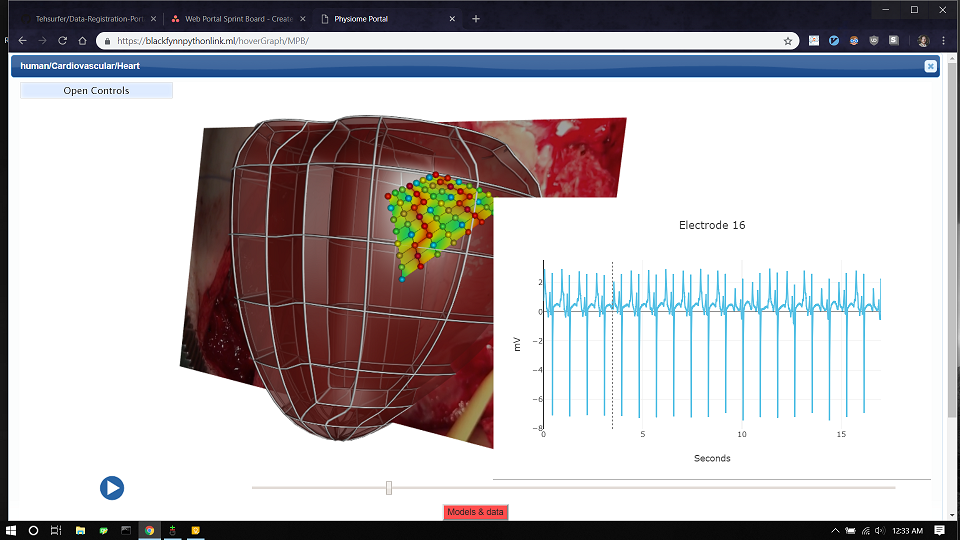 Tehsurfer/Data-Registration-Port
Web Portal Sprint Board - Create
Physiome Portal
https://blackfynnpythonlink.ml/hoverGraph/MPB/
human/Cardiovascular/Heart
Open Controls
Electrode 16
2
0
−2
−4
−6
−8
mV
0
5
10
15
Seconds
Models & data
12:33 AM